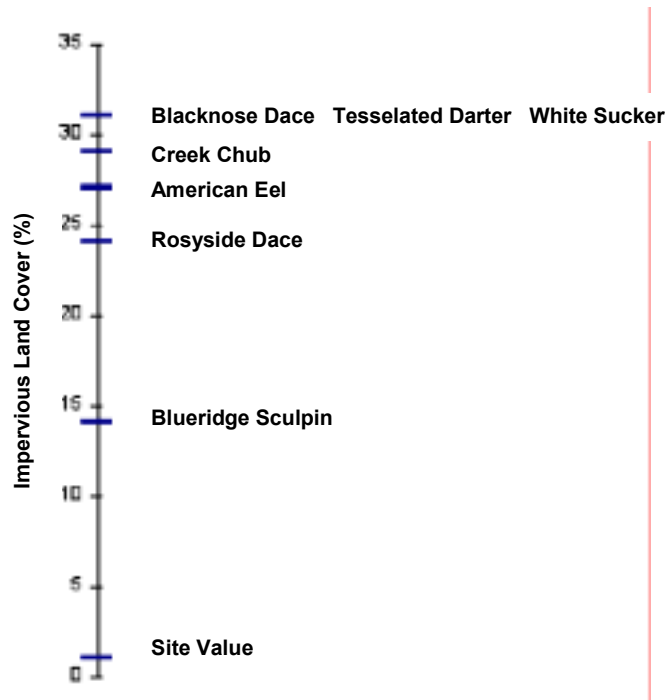 35
Blacknose Dace Tesselated Darter White Sucker
30
Creek Chub
American Eel
25
Rosyside Dace
20
15
Blueridge Sculpin
10
5
Site Value
0
Impervious Land Cover (%)